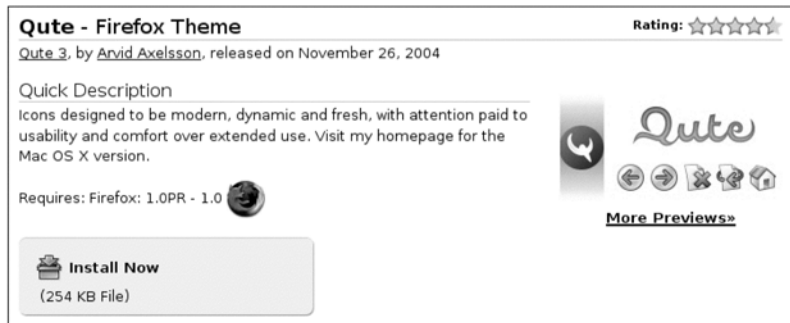 Qute - Firefox Theme
Rating:
Qute 3, by Arvid Axelsson, released on November 26, 2004
Quick Description
Icons designed to be modern, dynamic and fresh, with attention paid to
usability and comfort over extended use. Visit my homepage for the
Mac OS X version.
Qute
Requires: Firefox: 1.0PR - 1.0
More Previews»
Install Now
(254 KB File)